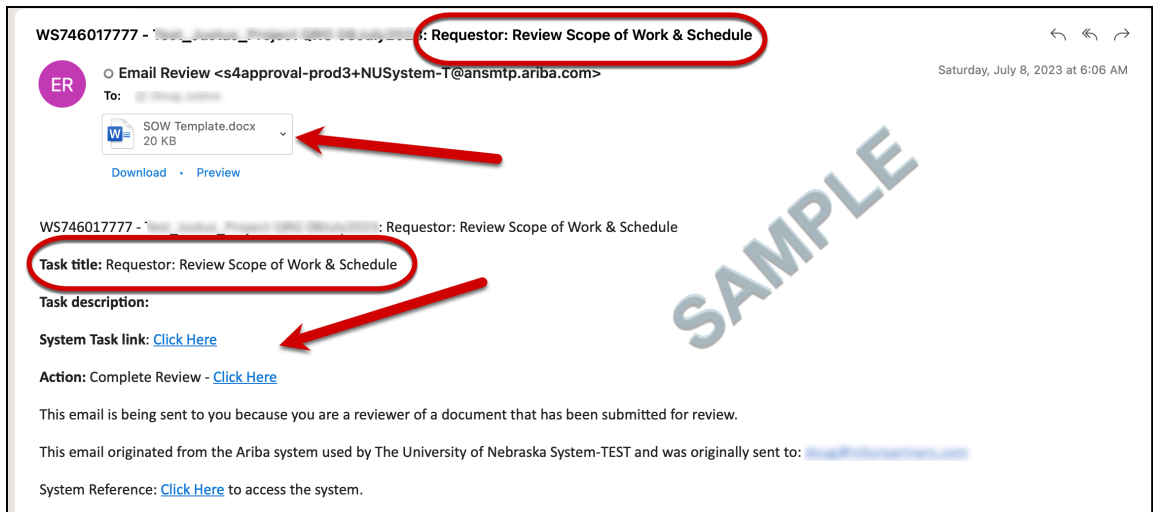 WS746017777 - : Requestor: Review Scope of Work & Schedule
ER
Email Review <s4approval-prod3+NUSystem-T@ansmtp.ariba.com>
Saturday, July 8, 2023 at 6:06 AM
To:
W
SOW Template.docx
20 KB
Download • Preview
SAMPLE
WS746017777 - : Requestor: Review Scope of Work & Schedule
Task title: Requestor: Review Scope of Work & Schedule
Task description:
System Task link: Click Here
Action: Complete Review - Click Here
This email is being sent to you because you are a reviewer of a document that has been submitted for review.
This email originated from the Ariba system used by The University of Nebraska System-TEST and was originally sent to:
System Reference: Click Here to access the system.